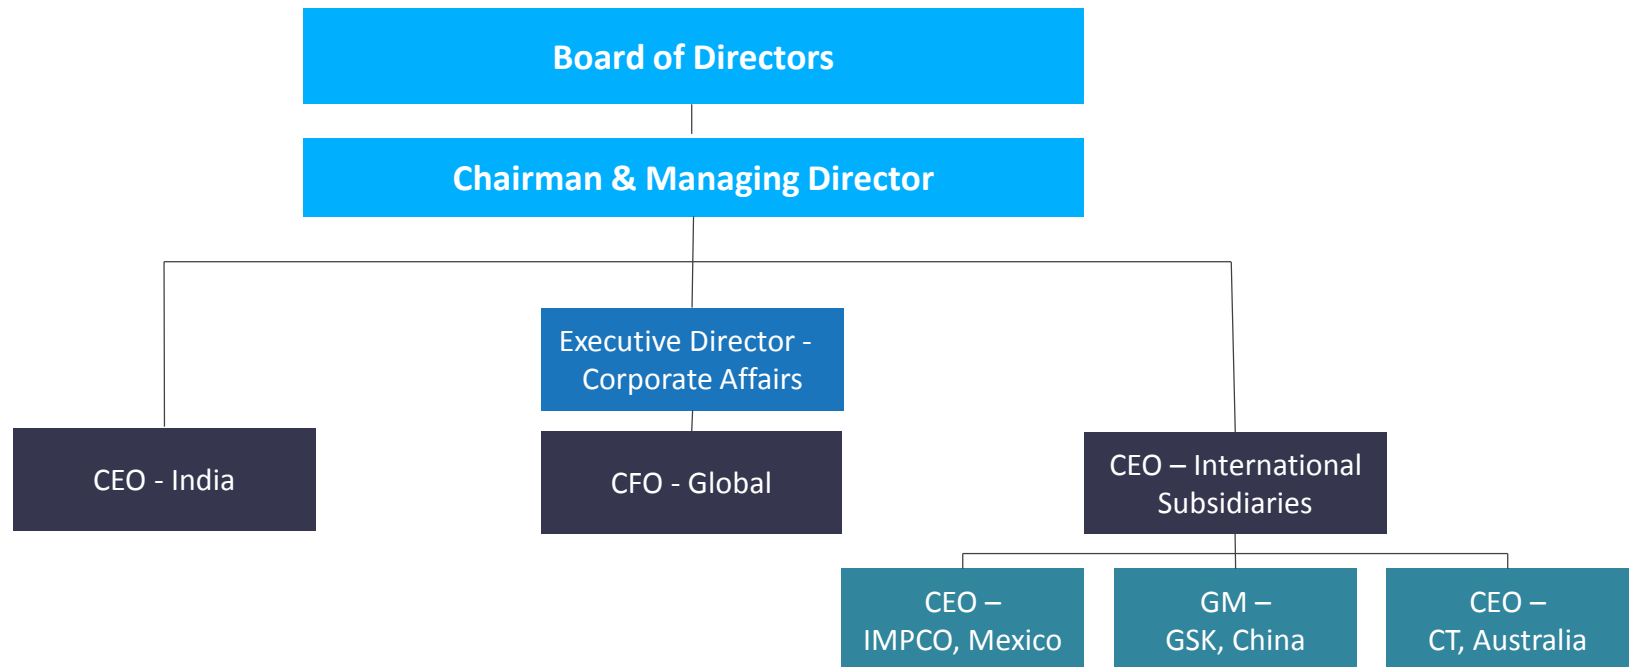 Board of Directors
Chairman & Managing Director
Executive Director -
Corporate Affairs
CEO - India
CFO - Global
CEO – International
Subsidiaries
CEO –
IMPCO, Mexico
GM –
GSK, China
CEO –
CT, Australia